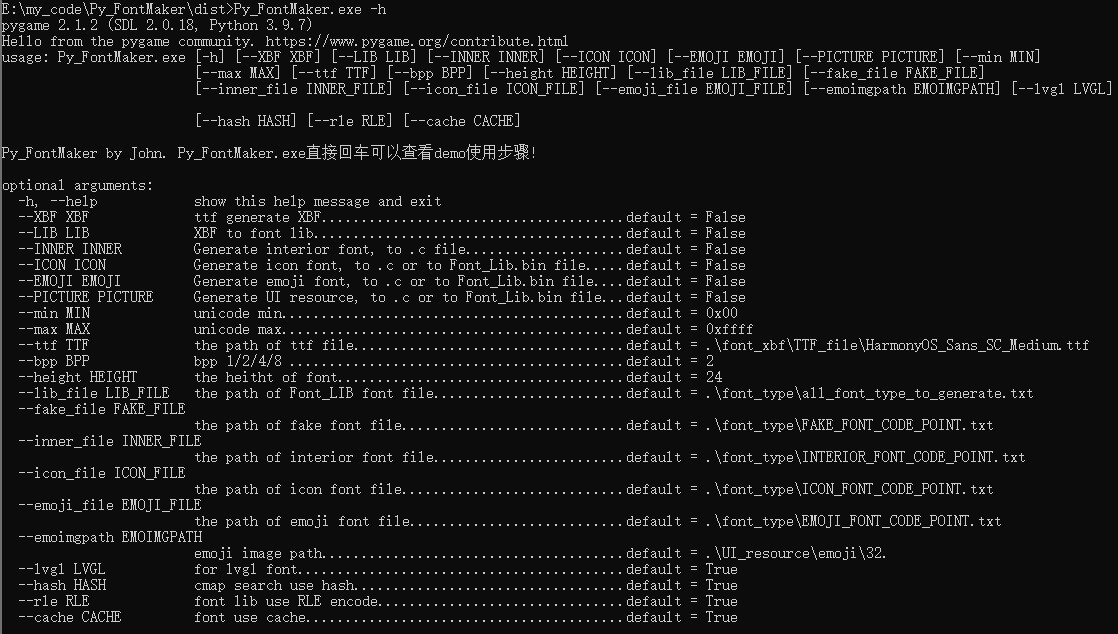 E:\my_code\Py_FontMaker\dist>Py_FontMaker.exe -h
pygame 2.1.2 (SDL 2.0.18, Python 3.9.7)
Hello from the pygame community. https://www.pygame.org/contribute.html
usage: Py_FontMaker.exe [-h] [--XBF XBF] [--LIB LIB] [--INNER INNER] [--ICON ICON] [--EMOJI EMOJI] [--PICTURE PICTURE] [--min MIN]
[--max MAX] [--ttf TTF] [--bpp BPP] [--height HEIGHT] [--lib_file LIB_FILE] [--fake_file FAKE_FILE]
[--inner_file INNER_FILE] [--icon_file ICON_FILE] [--emoji_file EMOJI_FILE] [--emoimgpath EMOIMGPATH] [--lvgl LVGL]
[--hash HASH] [--rle RLE] [--cache CACHE]
Py_FontMaker by John. Py_FontMaker.exe直接回车可以查看demo使用步骤!
optional arguments:
-h, --help show this help message and exit
--XBF XBF ttf generate XBF......................................default = False
--LIB LIB XBF to font lib.......................................default = False
--INNER INNER Generate interior font, to .c file....................default = False
--ICON ICON Generate icon font, to .c or to Font_Lib.bin file.....default = False
--EMOJI EMOJI Generate emoji font, to .c or to Font_Lib.bin file....default = False
--PICTURE PICTURE Generate UI resource, to .c or to Font_Lib.bin file...default = False
--min MIN unicode min...........................................default = 0x00
--max MAX unicode max...........................................default = 0xffff
--ttf TTF the path of ttf file..................................default = .\font_xbf\TTF_file\HarmonyOS_Sans_SC_Medium.ttf
--bpp BPP bpp 1/2/4/8 ..........................................default = 2
--height HEIGHT the heitht of font....................................default = 24
--lib_file LIB_FILE the path of Font_LIB font file........................default = .\font_type\all_font_type_to_generate.txt
--fake_file FAKE_FILE
the path of fake font file............................default = .\font_type\FAKE_FONT_CODE_POINT.txt
--inner_file INNER_FILE
the path of interior font file........................default = .\font_type\INTERIOR_FONT_CODE_POINT.txt
--icon_file ICON_FILE
the path of icon font file............................default = .\font_type\ICON_FONT_CODE_POINT.txt
--emoji_file EMOJI_FILE
the path of emoji font file...........................default = .\font_type\EMOJI_FONT_CODE_POINT.txt
--emoimgpath EMOIMGPATH
emoji image path......................................default = .\UI_resource\emoji\32.
--lvgl LVGL for lvgl font.........................................default = True
--hash HASH cmap search use hash..................................default = True
--rle RLE font lib use RLE encode...............................default = True
--cache CACHE font use cache........................................default = True